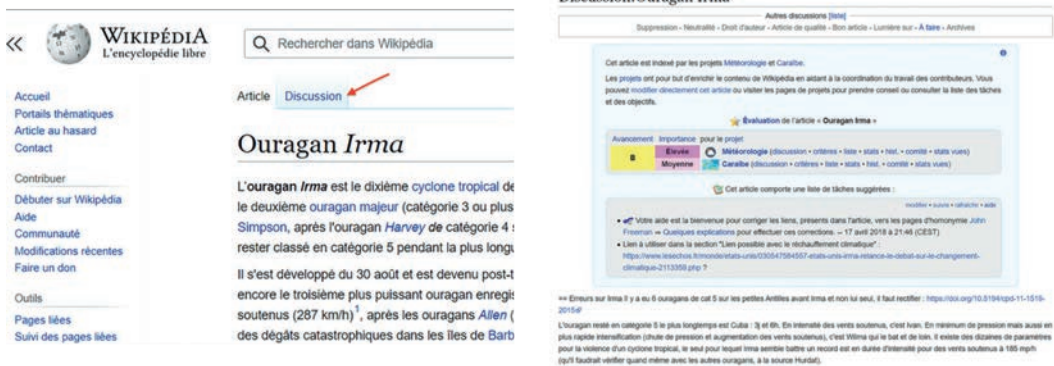 WIKIPÉDIA
L'encyclopédie libre
Rechercher dans Wikipédia
Accueil
Portails thématiques
Article au hasard
Contact
Contribuer
Débuter sur Wikipédia
Aide
Communauté
Modifications récentes
Faire un don
Outils
Pages liées
Suivi des pages liées
Article Discussion
Ouragan Irma
L'ouragan Irma est le dixième cyclone tropical de
le deuxième ouragan majeur (catégorie 3 ou plus
Simpson, après l'ouragan Harvey de catégorie 4
rester classé en catégorie 5 pendant la plus longu
Il s'est développé du 30 août et est devenu post-t
encore le troisième plus puissant ouragan enregis
soutenus (287 km/h)1, après les ouragans Allen (
des dégâts catastrophiques dans les îles de Barb
Autres discussions [liste]
Suppression - Neutralité - Droit d'auteur - Article de qualité - Bon article - Lumière sur - À faire - Archives
Cet article est indexé par les projets Météorologie et Caraïbe.
Les projets ont pour but d'enrichir le contenu de Wikipédia en aidant à la coordination du travail des contributeurs. Vous
pouvez modifier directement cet article ou visiter les pages de projets pour prendre conseil ou consulter la liste des tâches
et des objectifs.
Évaluation de l'article « Ouragan Irma »
Avancement Importance pour le projet
B
Élevée Météorologie (discussion • critères • liste • stats • hist. • comité • stats vues)
Moyenne Caraïbe (discussion • critères • liste • stats • hist. • comité • stats vues)
Cet article comporte une liste de tâches suggérées :
modifier • suivre • rafraîchir • aide
Votre aide est la bienvenue pour corriger les liens, présents dans l'article, vers les pages d'homonymie John
Freeman => Quelques explications pour effectuer ces corrections. -- 17 avril 2018 à 21:46 (CEST)
• Lien à utiliser dans la section "Lien possible avec le réchauffement climatique" :
https://www.lesechos.fr/monde/etats-unis/030547584557-etats-unis-irma-relance-le-debat-sur-le-changement-
climatique-2113359.php ?
== Erreurs sur Irma Il y a eu 6 ouragans de cat 5 sur les petites Antilles avant Irma et non lui seul, il faut rectifier : https://doi.org/10.5194/cpd-11-1519-
2015
L'ouragan resté en catégorie 5 le plus longtemps est Cuba : 3j et 6h. En intensité des vents soutenus, c'est Ivan. En minimum de pression mais aussi en
plus rapide intensification (chute de pression et augmentation des vents soutenus), c'est Wilma qui le bat et de loin. Il existe des dizaines de paramètres
pour la violence d'un cyclone tropical, le seul pour lequel Irma semble battre un record est en durée d'intensité pour des vents soutenus à 185 mp/h
(qu'il faudrait vérifier quand même avec les autres ouragans, à la source Hurdat).